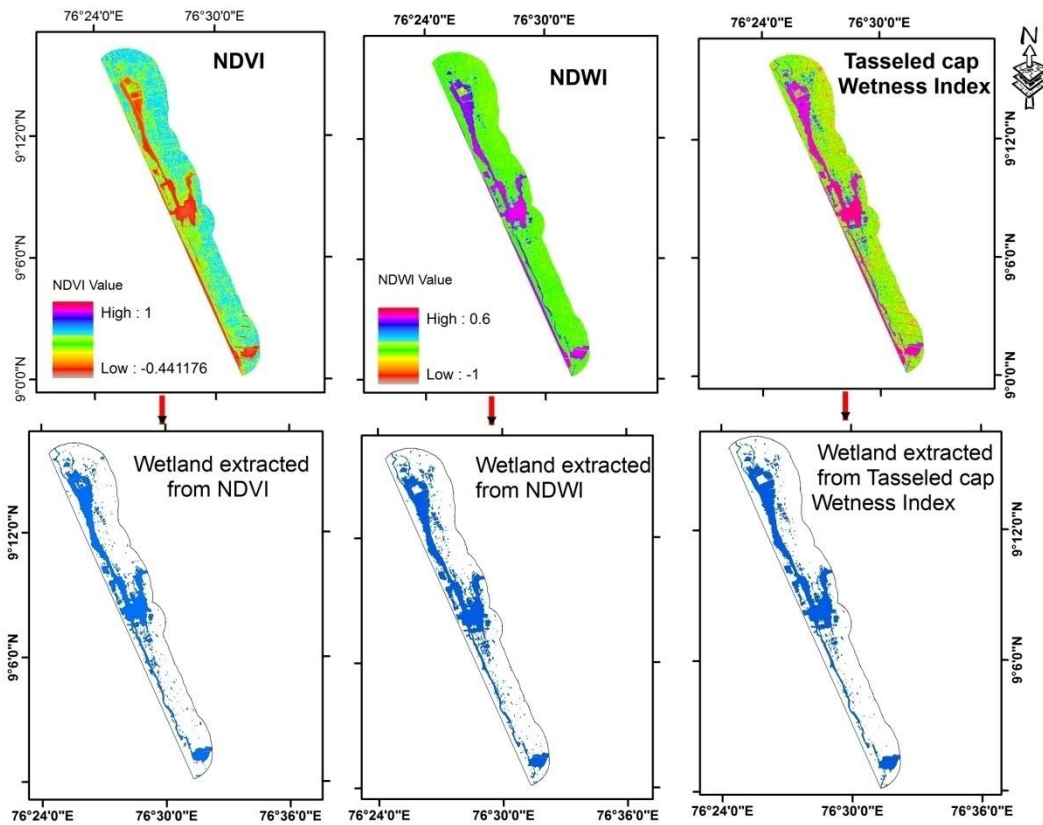 76°24'0"E 76°30'0"E
76°30'0"E
76°24'0"E 76°30'0"E
NDVI
NDWI
Tasseled cap
Wetness Index
N
9°12'0"N
9°6'0"N
9°0'0"N
NDVI Value
High : 1
Low : -0.441176
NDWI Value
High : 0.6
Low : -1
9°12'0"N
9°6'0"N
9°0'0"N
Wetland extracted
from NDVI
Wetland extracted
from NDWI
Wetland extracted
from Tasseled cap
Wetness Index
9°12'0"N
9°6'0"N
9°12'0"N
9°6'0"N
76°24'0"E 76°30'0"E 76°36'0"E
76°24'0"E 76°30'0"E 76°36'0"E
76°24'0"E 76°30'0"E 76°36'0"E